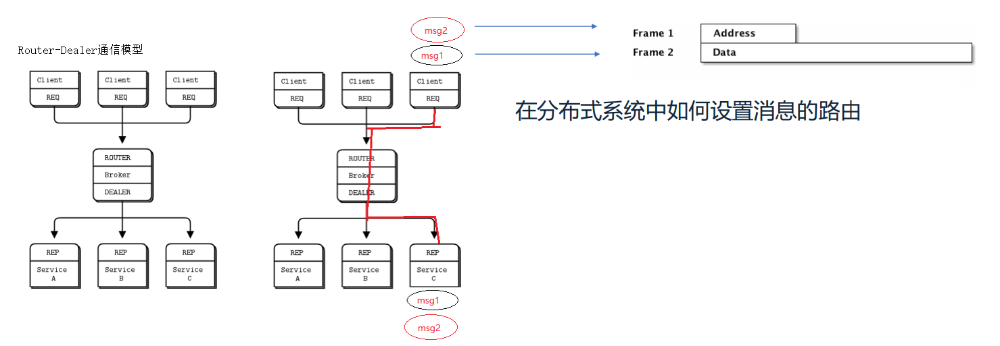 Router-Dealer通信模型
Client
REQ
Client
REQ
Client
REQ
ROUTER
Broker
DEALER
REP
Service
A
REP
Service
B
REP
Service
C
msg2
msg1
Client
REQ
Client
REQ
Client
REQ
ROUTER
Broker
DEALER
REP
Service
A
REP
Service
B
REP
Service
C
msg1
msg2
Frame 1 Address
Frame 2 Data
在分布式系统中如何设置消息的路由